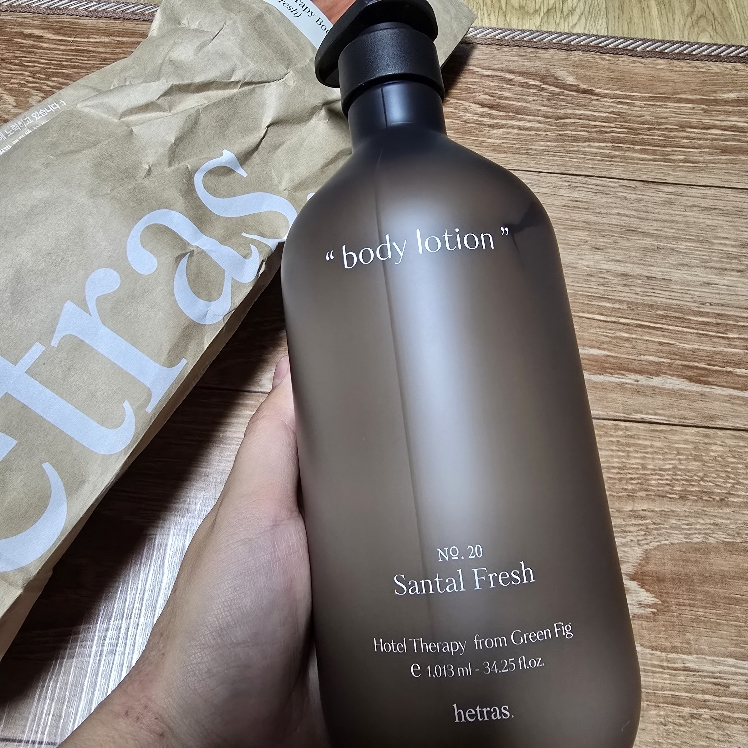 etras.
“ body lotion ”
Nº. 20
Santal Fresh
Hotel Therapy from Green Fig
℮ 1.013 ml - 34.25 fl.oz.
hetras.